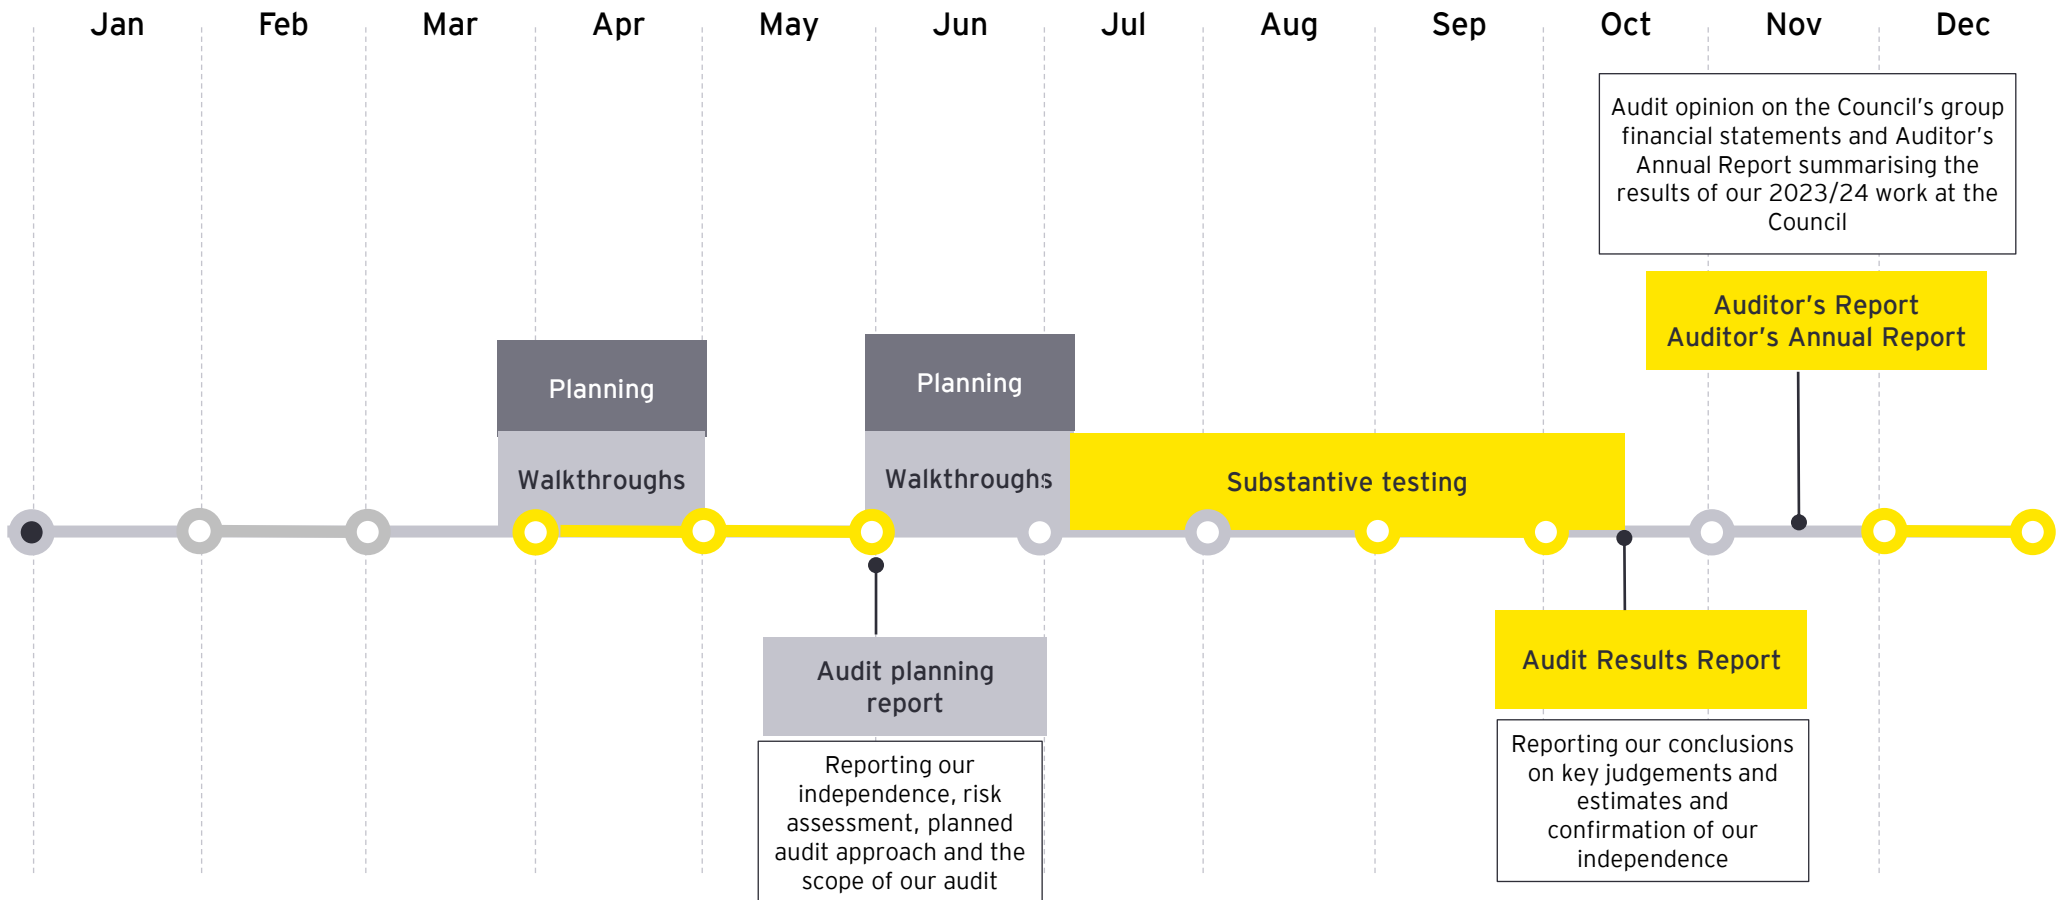 Jan Feb Mar Apr May Jun Jul Aug Sep Oct Nov Dec
Audit opinion on the Council’s group
financial statements and Auditor’s
Annual Report summarising the
results of our 2023/24 work at the
Council
Auditor’s Report
Auditor’s Annual Report
Planning
Walkthroughs
Planning
Walkthroughs
Substantive testing
Audit planning
report
Reporting our
independence, risk
assessment, planned
audit approach and the
scope of our audit
Audit Results Report
Reporting our conclusions
on key judgements and
estimates and
confirmation of our
independence